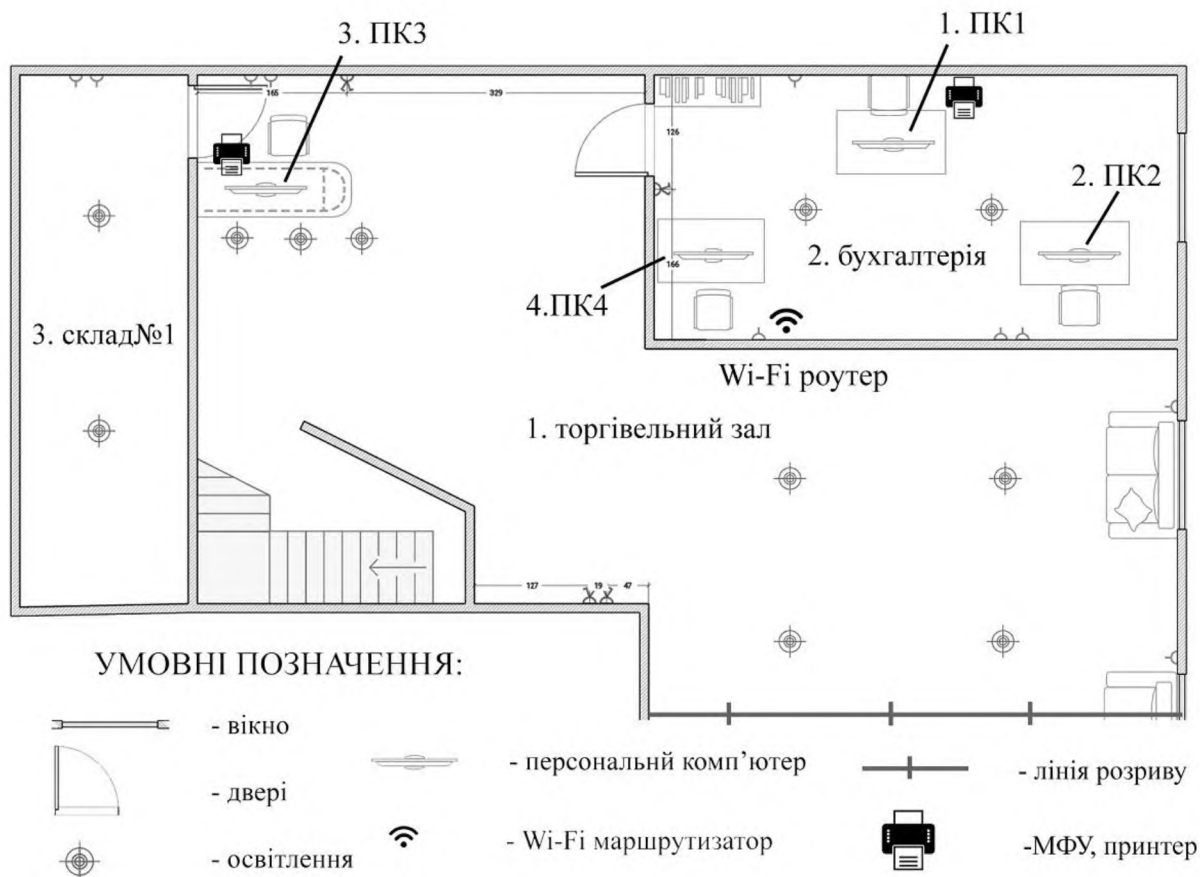 3. ПК3
1. ПК1
165
329
126
2. ПК2
2. бухгалтерія
166
4.ПК4
3. склад№1
Wi-Fi роутер
1. торгівельний зал
127
19
47
УМОВНІ ПОЗНАЧЕННЯ:
- вікно
- персональнй комп’ютер
- лінія розриву
- двері
- Wi-Fi маршрутизатор
-МФУ, принтер
- освітлення